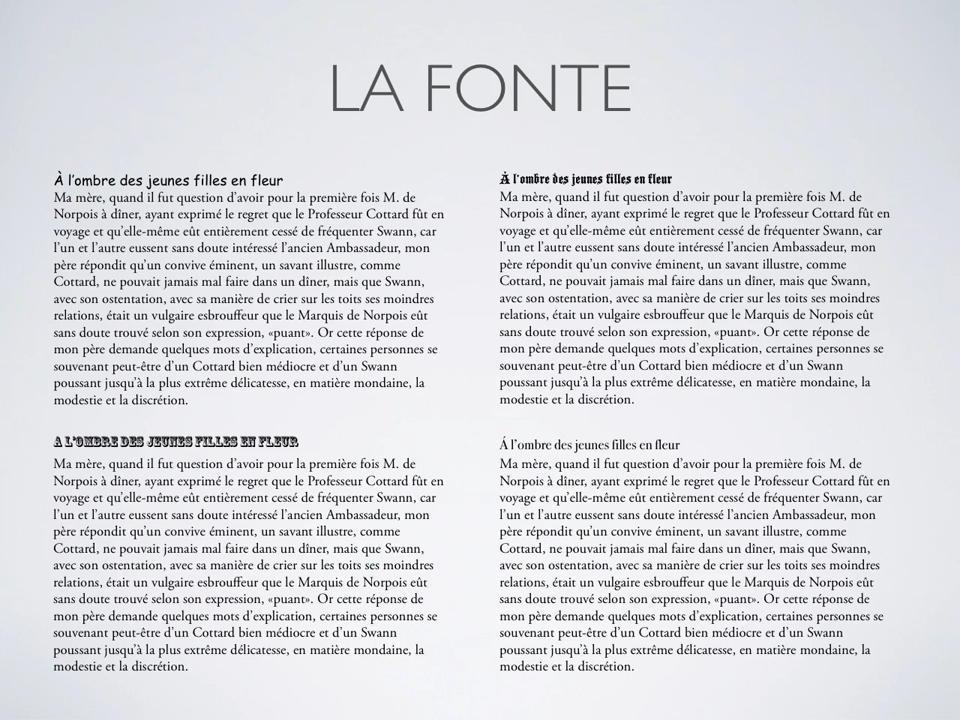 LA FONTE
À l'ombre des jeunes filles en fleur
Ma mère, quand il fut question d'avoir pour la première fois M. de
Norpois à dîner, ayant exprimé le regret que le Professeur Cottard fût en
voyage et qu'elle-même eût entièrement cessé de fréquenter Swann, car
l'un et l'autre eussent sans doute intéressé l'ancien Ambassadeur, mon
père répondit qu'un convive éminent, un savant illustre, comme
Cottard, ne pouvait jamais mal faire dans un dîner, mais que Swann,
avec son ostentation, avec sa manière de crier sur les toits ses moindres
relations, était un vulgaire esbrouffeur que le Marquis de Norpois eût
sans doute trouvé selon son expression, «puant». Or cette réponse de
mon père demande quelques mots d'explication, certaines personnes se
souvenant peut-être d'un Cottard bien médiocre et d'un Swann
poussant jusqu'à la plus extrême délicatesse, en matière mondaine, la
modestie et la discrétion.
A L'OMBRE DES JEUNES FILLES EN FLEUR
Ma mère, quand il fut question d'avoir pour la première fois M. de
Norpois à dîner, ayant exprimé le regret que le Professeur Cottard fût en
voyage et qu'elle-même eût entièrement cessé de fréquenter Swann, car
l'un et l'autre eussent sans doute intéressé l'ancien Ambassadeur, mon
père répondit qu'un convive éminent, un savant illustre, comme
Cottard, ne pouvait jamais mal faire dans un dîner, mais que Swann,
avec son ostentation, avec sa manière de crier sur les toits ses moindres
relations, était un vulgaire esbrouffeur que le Marquis de Norpois eût
sans doute trouvé selon son expression, «puant». Or cette réponse de
mon père demande quelques mots d'explication, certaines personnes se
souvenant peut-être d'un Cottard bien médiocre et d'un Swann
poussant jusqu'à la plus extrême délicatesse, en matière mondaine, la
modestie et la discrétion.
À l'ombre des jeunes filles en fleur
Ma mère, quand il fut question d'avoir pour la première fois M. de
Norpois à dîner, ayant exprimé le regret que le Professeur Cottard fût en
voyage et qu'elle-même eût entièrement cessé de fréquenter Swann, car
l'un et l'autre eussent sans doute intéressé l'ancien Ambassadeur, mon
père répondit qu'un convive éminent, un savant illustre, comme
Cottard, ne pouvait jamais mal faire dans un dîner, mais que Swann,
avec son ostentation, avec sa manière de crier sur les toits ses moindres
relations, était un vulgaire esbrouffeur que le Marquis de Norpois eût
sans doute trouvé selon son expression, «puant». Or cette réponse de
mon père demande quelques mots d'explication, certaines personnes se
souvenant peut-être d'un Cottard bien médiocre et d'un Swann
poussant jusqu'à la plus extrême délicatesse, en matière mondaine, la
modestie et la discrétion.
Á l'ombre des jeunes filles en fleur
Ma mère, quand il fut question d'avoir pour la première fois M. de
Norpois à dîner, ayant exprimé le regret que le Professeur Cottard fût en
voyage et qu'elle-même eût entièrement cessé de fréquenter Swann, car
l'un et l'autre eussent sans doute intéressé l'ancien Ambassadeur, mon
père répondit qu'un convive éminent, un savant illustre, comme
Cottard, ne pouvait jamais mal faire dans un dîner, mais que Swann,
avec son ostentation, avec sa manière de crier sur les toits ses moindres
relations, était un vulgaire esbrouffeur que le Marquis de Norpois eût
sans doute trouvé selon son expression, «puant». Or cette réponse de
mon père demande quelques mots d'explication, certaines personnes se
souvenant peut-être d'un Cottard bien médiocre et d'un Swann
poussant jusqu'à la plus extrême délicatesse, en matière mondaine, la
modestie et la discrétion.